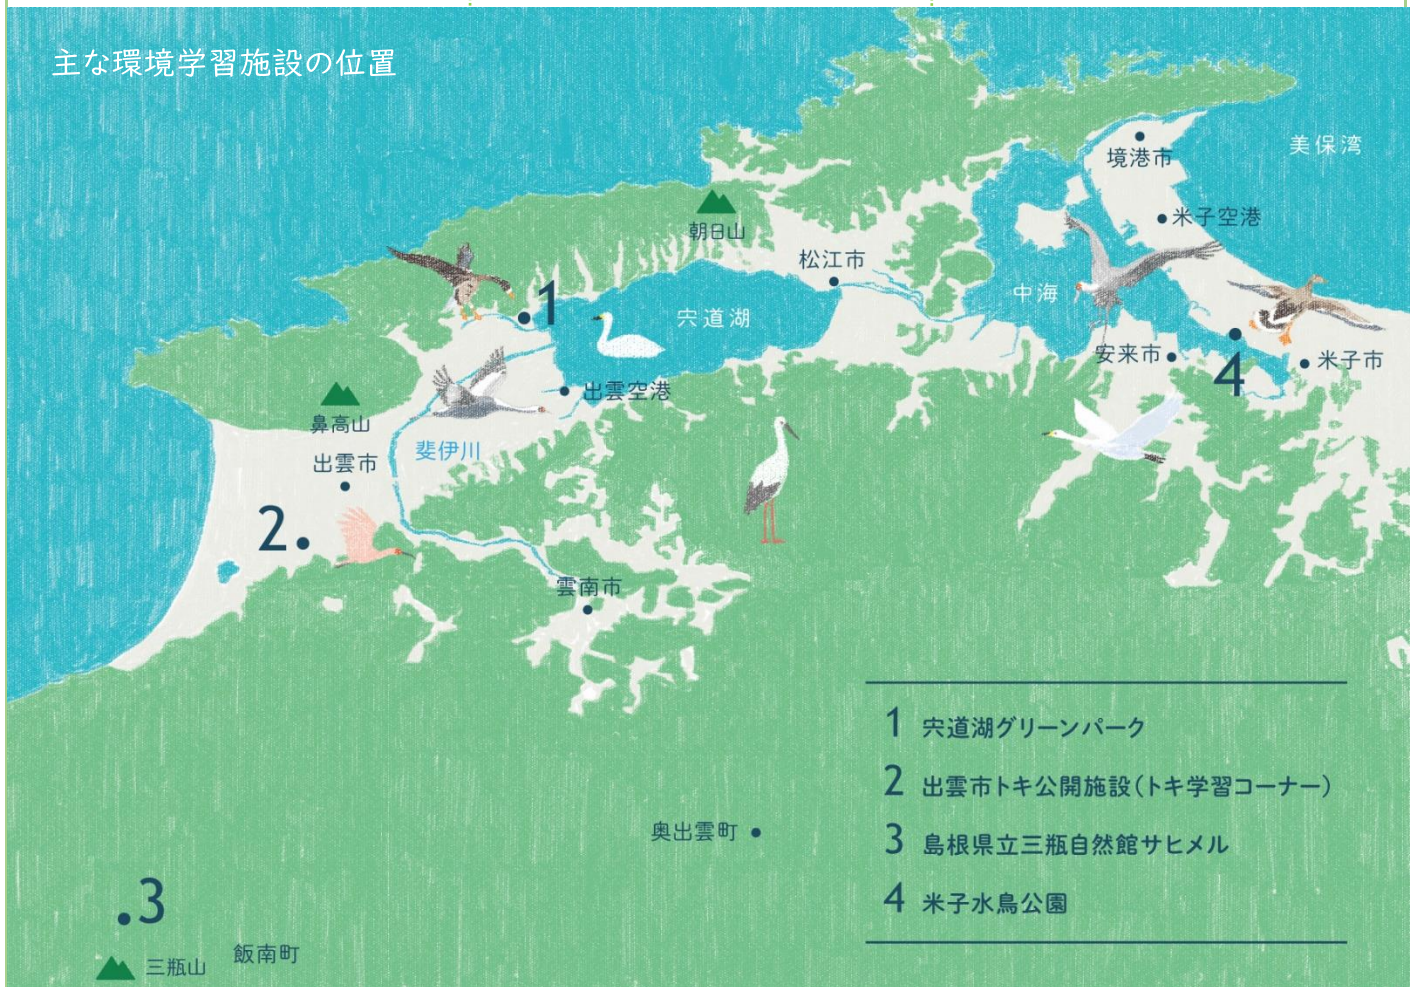 主な環境学習施設の位置
境港市
美保湾
米子空港
朝日山
松江市
中海
1
宍道湖
安来市
4
米子市
出雲空港
鼻高山
斐伊川
出雲市
2
雲南市
1 宍道湖グリーンパーク
2 出雲市トキ公開施設(トキ学習コーナー)
奥出雲町
3 島根県立三瓶自然館サヒメル
4 米子水鳥公園
3
飯南町
三瓶山